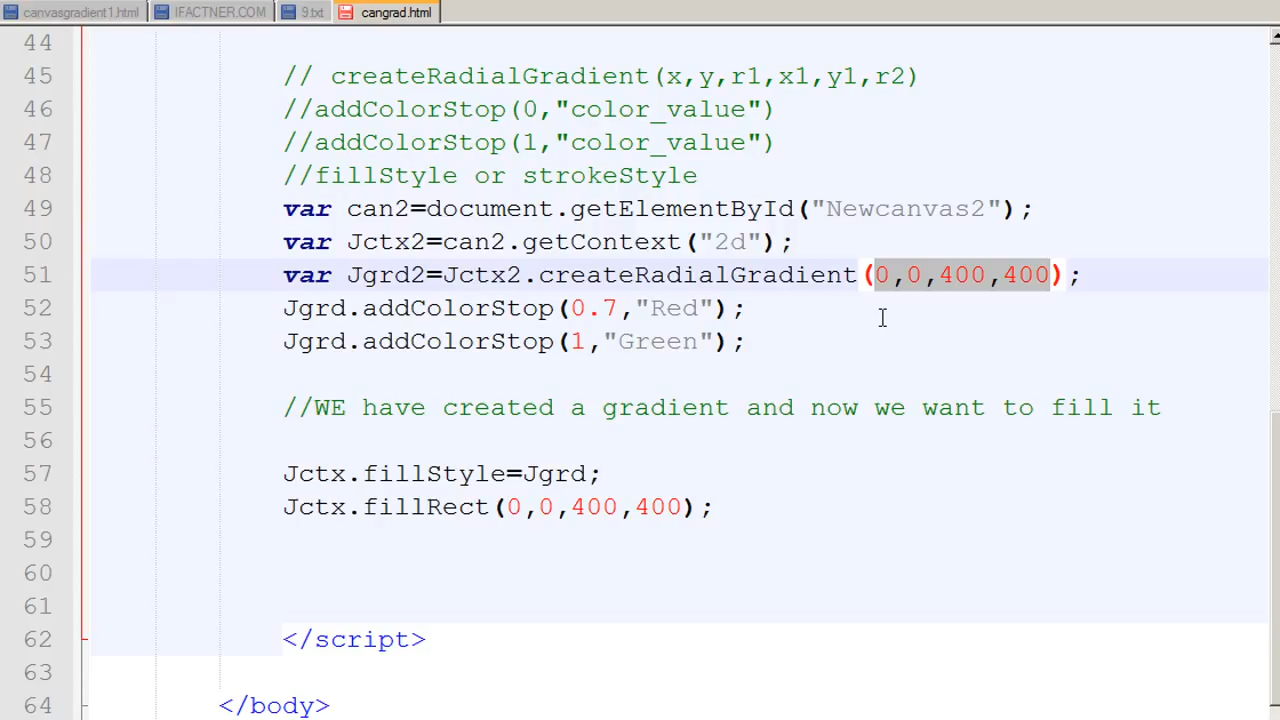 canvasgradient1.html IFACTNER.COM 9.txt cangrad.html
44
45 // createRadialGradient(x,y,r1,x1,y1,r2)
46 //addColorStop(0,"color_value")
47 //addColorStop(1,"color_value")
48 //fillStyle or strokeStyle
49 var can2=document.getElementById("Newcanvas2");
50 var Jctx2=can2.getContext("2d");
51 var Jgrd2=Jctx2.createRadialGradient(0,0,400,400);
52 Jgrd.addColorStop(0.7,"Red");
53 Jgrd.addColorStop(1,"Green");
54
55 //WE have created a gradient and now we want to fill it
56
57 Jctx.fillStyle=Jgrd;
58 Jctx.fillRect(0,0,400,400);
59
60
61
62 </script>
63
64 </body>